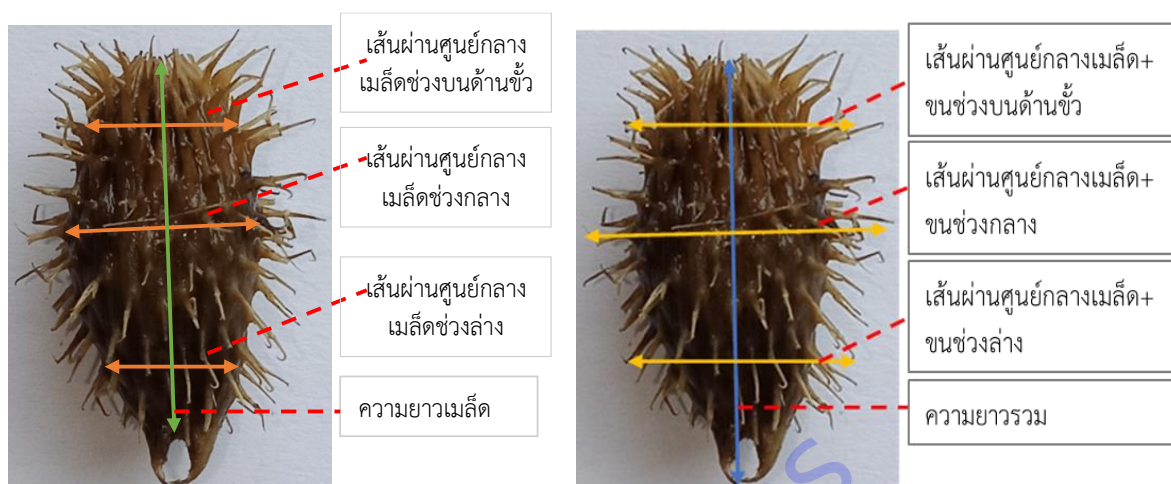 เส้นผ่านศูนย์กลาง
เมล็ดช่วงบนด้านขั้ว
เส้นผ่านศูนย์กลาง
เมล็ดช่วงกลาง
เส้นผ่านศูนย์กลาง
เมล็ดช่วงล่าง
ความยาวเมล็ด
เส้นผ่านศูนย์กลางเมล็ด+
ขนช่วงบนด้านขั้ว
เส้นผ่านศูนย์กลางเมล็ด+
ขนช่วงกลาง
เส้นผ่านศูนย์กลางเมล็ด+
ขนช่วงล่าง
ความยาวรวม
s